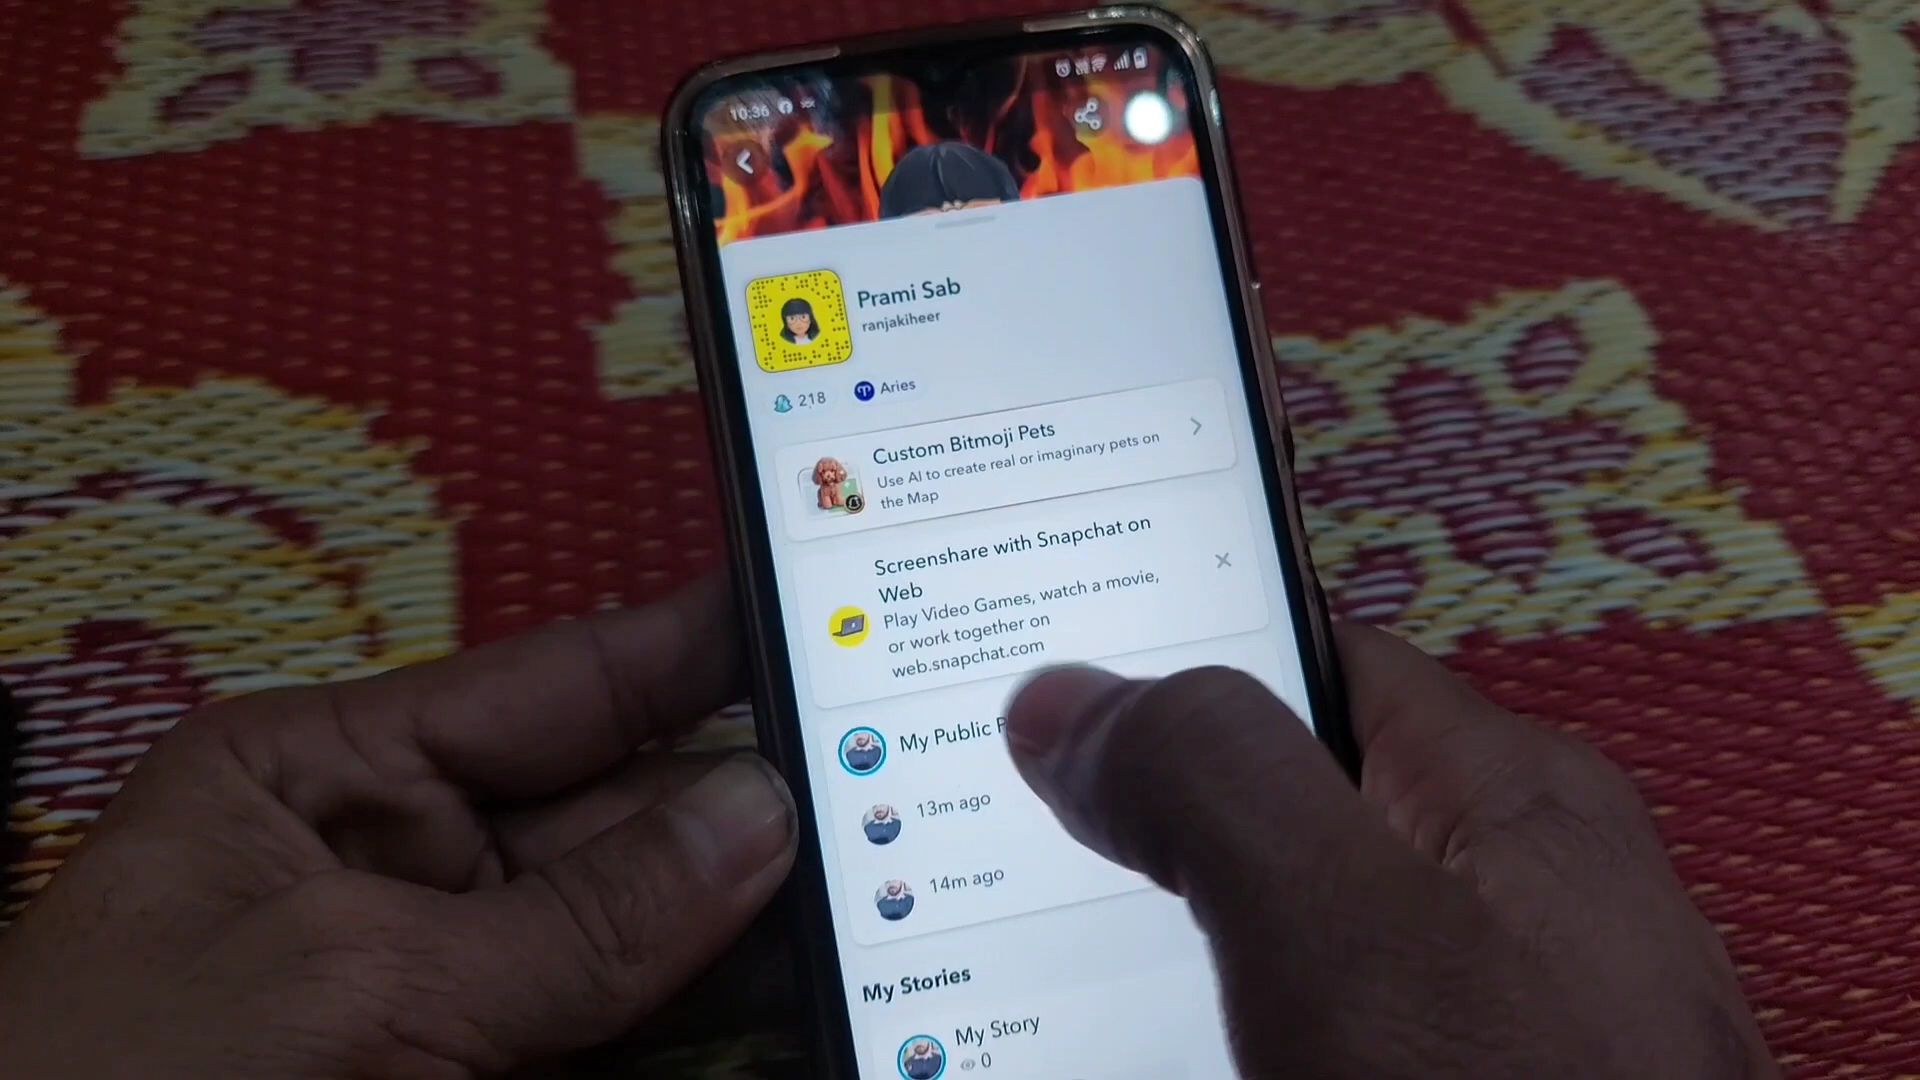 10:36
Prami Sab
ranjakiheer
218
Aries
Custom Bitmoji Pets
Use AI to create real or imaginary pets on
the Map
Screenshare with Snapchat on
Web
Play Video Games, watch a movie,
or work together on
web.snapchat.com
My Public
13m ago
14m ago
My Stories
My Story
0